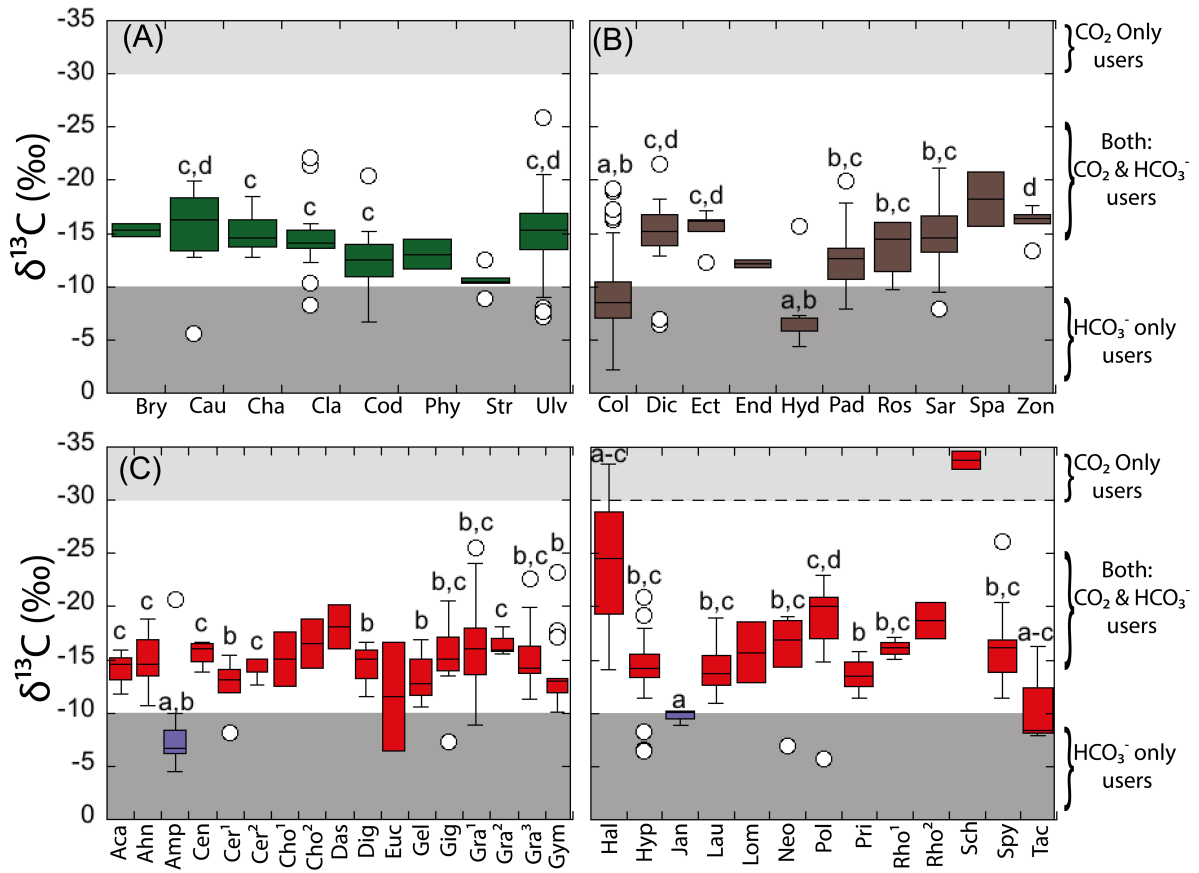 δ¹³C (‰)
-35
-30
-25
-20
-15
-10
-5
0
(A)
c,d
c
c
c
c,d
Bry Cau Cha Cla Cod Phy Str Ulv
(B)
a,b
c,d
c,d
a,b
b,c
b,c
b,c
d
Col Dic Ect End Hyd Pad Ros Sar Spa Zon
CO₂ Only
users
Both:
CO₂ & HCO₃⁻
users
HCO₃⁻ only
users
δ¹³C (‰)
-35
-30
-25
-20
-15
-10
-5
0
(C)
c
c
a,b
b
c
b
b
b,c
b,c
c
b,c
b
Aca Ahn Amp Cen Cer¹ Cer² Cho¹ Cho² Das Dig Euc Gel Gig Gra¹ Gra² Gra³ Gym
a-c
b,c
a
b,c
b,c
c,d
b
b,c
b,c
a-c
Hal Hyp Jan Lau Lom Neo Pol Pri Rho¹ Rho² Sch Spy Tac
CO₂ Only
users
Both:
CO₂ & HCO₃⁻
users
HCO₃⁻ only
users